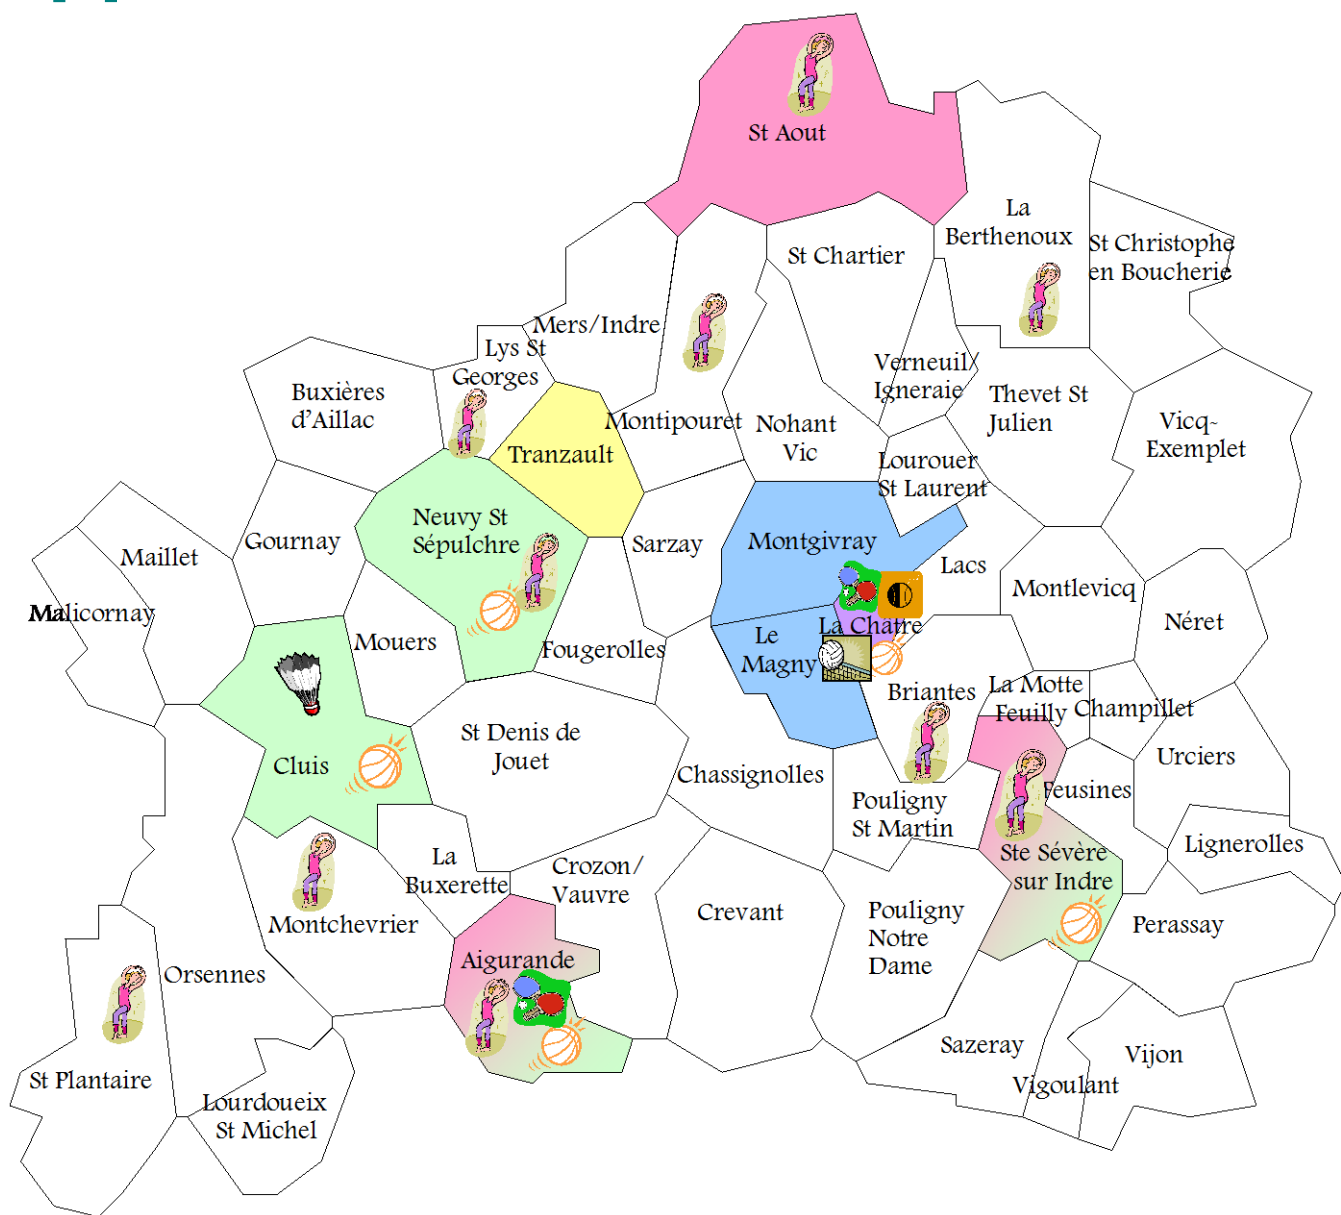 St Aout
La
Berthenoux
St Christophe
en Boucherie
St Chartier
Mers/Indre
Lys St
Georges
Buxières
d'Aillac
Verneuil/
Igneraie
Thevet St
Julien
Vicq-
Exemplet
Montipouret
Nohant
Vic
Tranzault
Lourouer
St Laurent
Neuvy St
Sépulchre
Gournay
Maillet
Sarzay
Montgivray
Lacs
Montlevicq
Malicornay
Mouers
Fougerolles
Le
Magny
La Chatre
Néret
Briantes
La Motte
Feuilly
Champillet
St Denis de
Jouet
Cluis
Chassignolles
Urciers
Feusines
Pouligny
St Martin
Lignerolles
Ste Sévère
sur Indre
La
Buxerette
Crozon/
Vauvre
Montchevrier
Crevant
Pouligny
Notre
Dame
Perassay
Aigurande
Orsennes
Sazeray
Vijon
Vigoulant
St Plantaire
Lourdoueix
St Michel